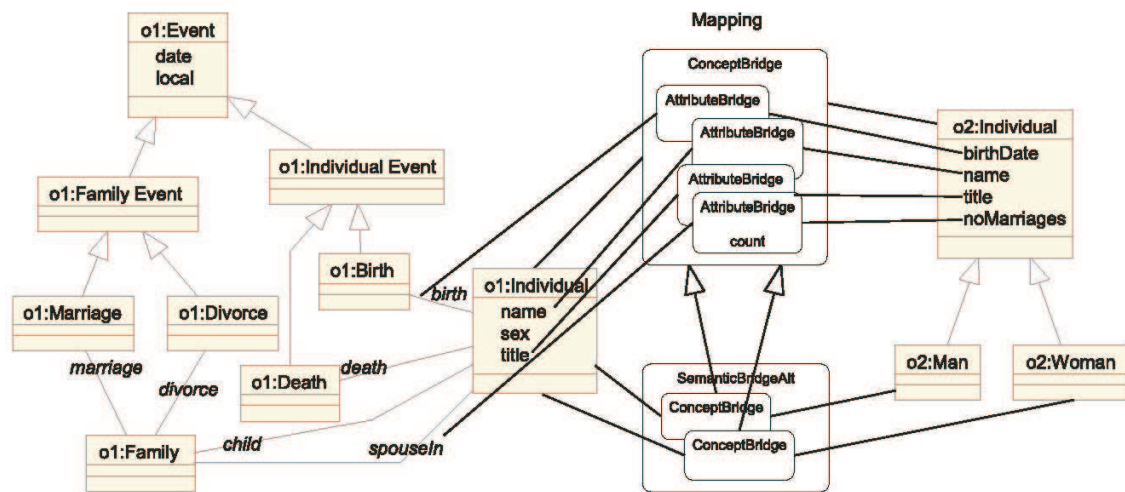 Mapping
o1:Event
date
local
ConceptBridge
AttributeBridge
AttributeBridge
AttributeBridge
AttributeBridge
count
o2:Individual
birthDate
name
title
noMarriages
o1:Individual Event
o1:Family Event
o1:Birth
birth
o1:Individual
name
sex
title
o1:Marriage
o1:Divorce
marriage
divorce
o1:Death
death
child
spouseIn
o1:Family
SemanticBridgeAlt
ConceptBridge
ConceptBridge
o2:Man
o2:Woman